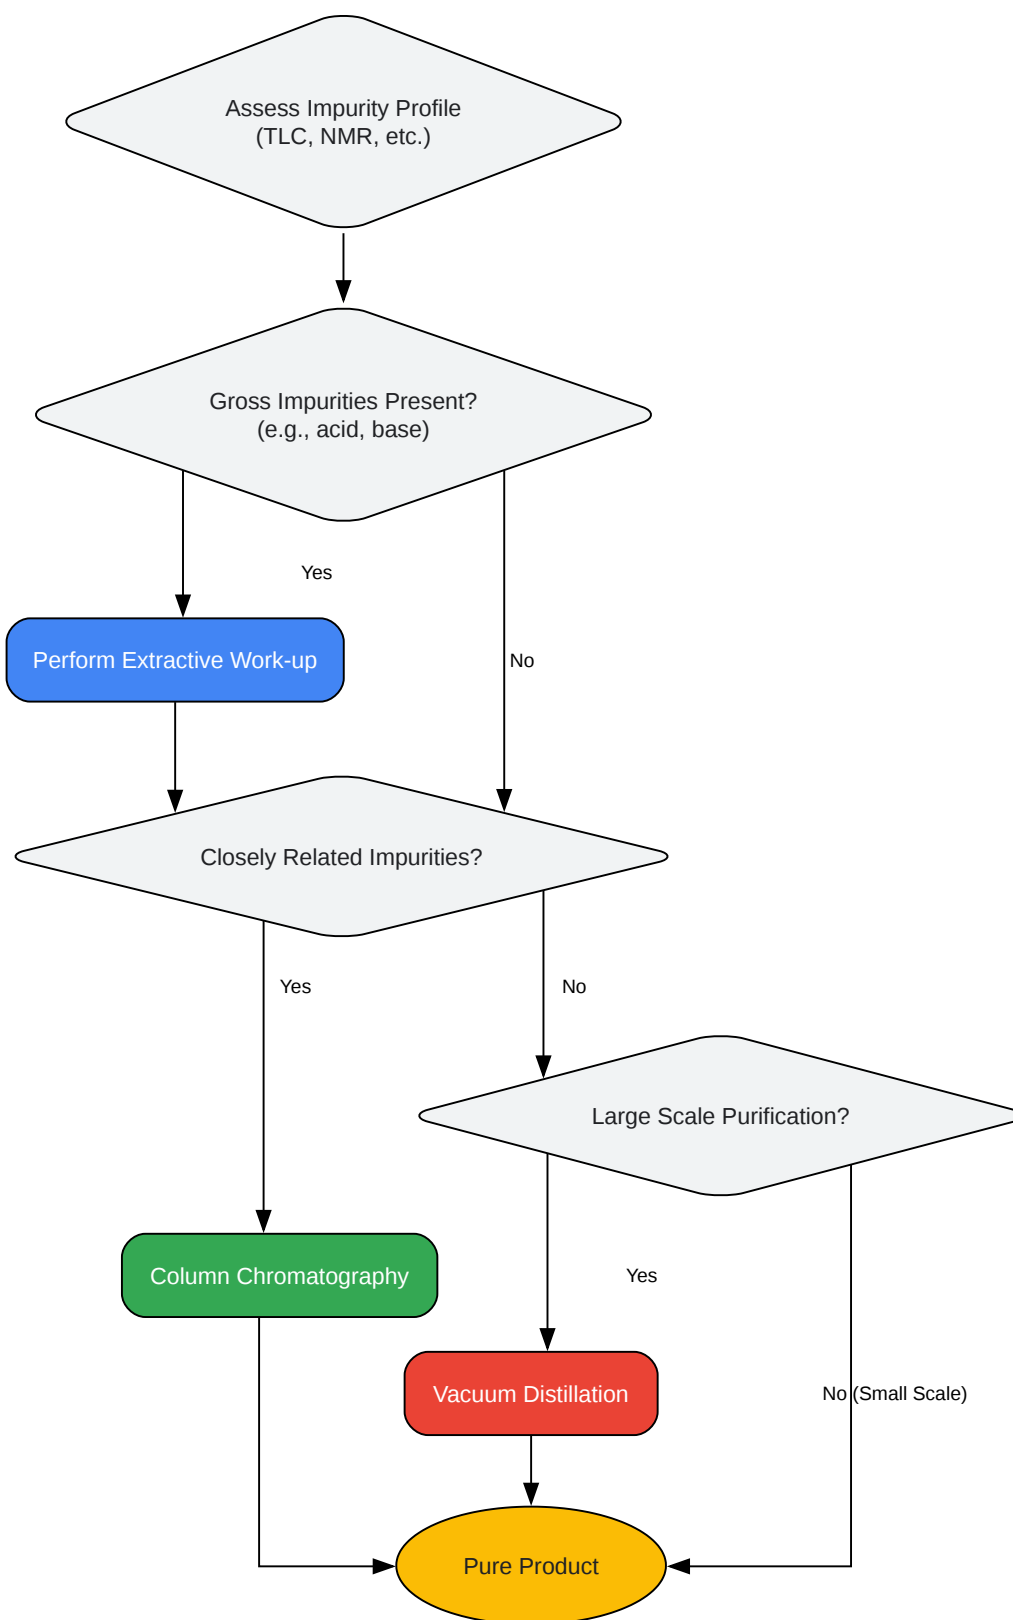 Assess Impurity Profile
(TLC, NMR, etc.)
Gross Impurities Present?
(e.g., acid, base)
Yes
Perform Extractive Work-up
No
Closely Related Impurities?
Yes
No
Large Scale Purification?
Column Chromatography
Yes
Vacuum Distillation
No (Small Scale)
Pure Product